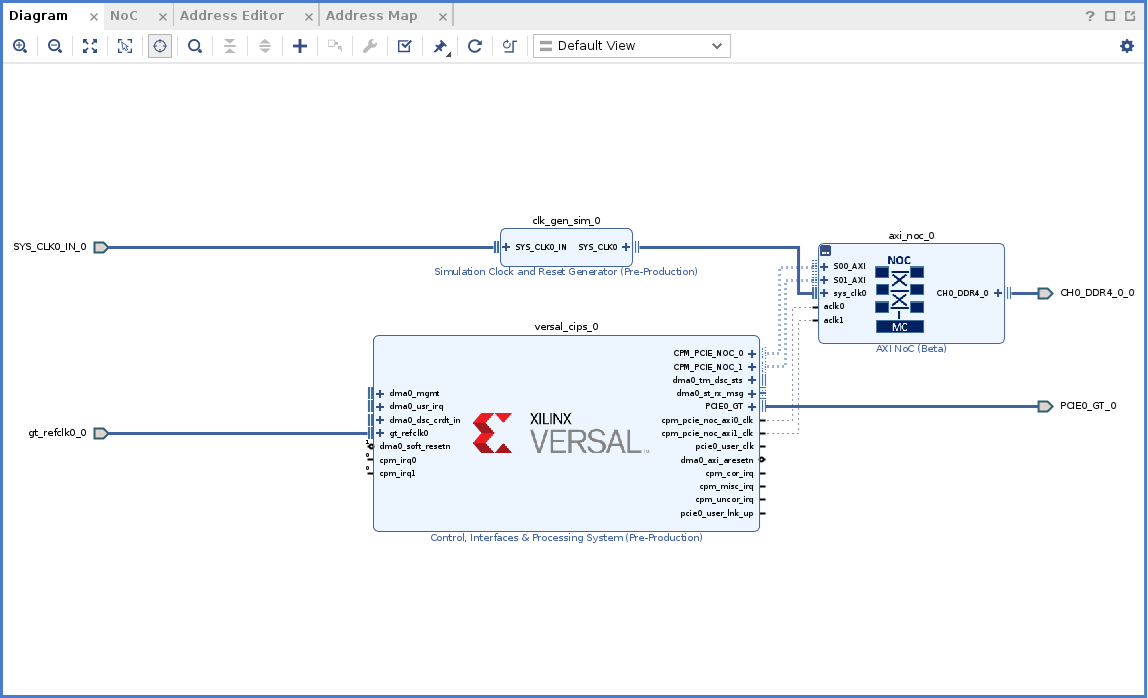 Diagram × NoC × Address Editor × Address Map ×
?
Default View
clk_gen_sim_0
SYS_CLK0_IN_0
SYS_CLK0_IN SYS_CLK0
Simulation Clock and Reset Generator (Pre-Production)
axi_noc_0
S00_AXI
S01_AXI
sys_clk0
aclk0
aclk1
NOC
MC
CH0_DDR4_0
CH0_DDR4_0_0
AXI NoC (Beta)
versal_cips_0
gt_refclk0_0
dma0_mgmt
dma0_usr_irq
dma0_dsc_crdt_in
gt_refclk0
dma0_soft_resetn
cpm_irq0
cpm_irq1
XILINX
VERSAL™
CPM_PCIE_NOC_0
CPM_PCIE_NOC_1
dma0_tm_dsc_sts
dma0_st_rx_msg
PCIE0_GT
cpm_pcie_noc_axi0_clk
cpm_pcie_noc_axi1_clk
pcie0_user_clk
dma0_axi_aresetn
cpm_cor_irq
cpm_misc_irq
cpm_uncor_irq
pcie0_user_lnk_up
PCIE0_GT_0
Control, Interfaces & Processing System (Pre-Production)